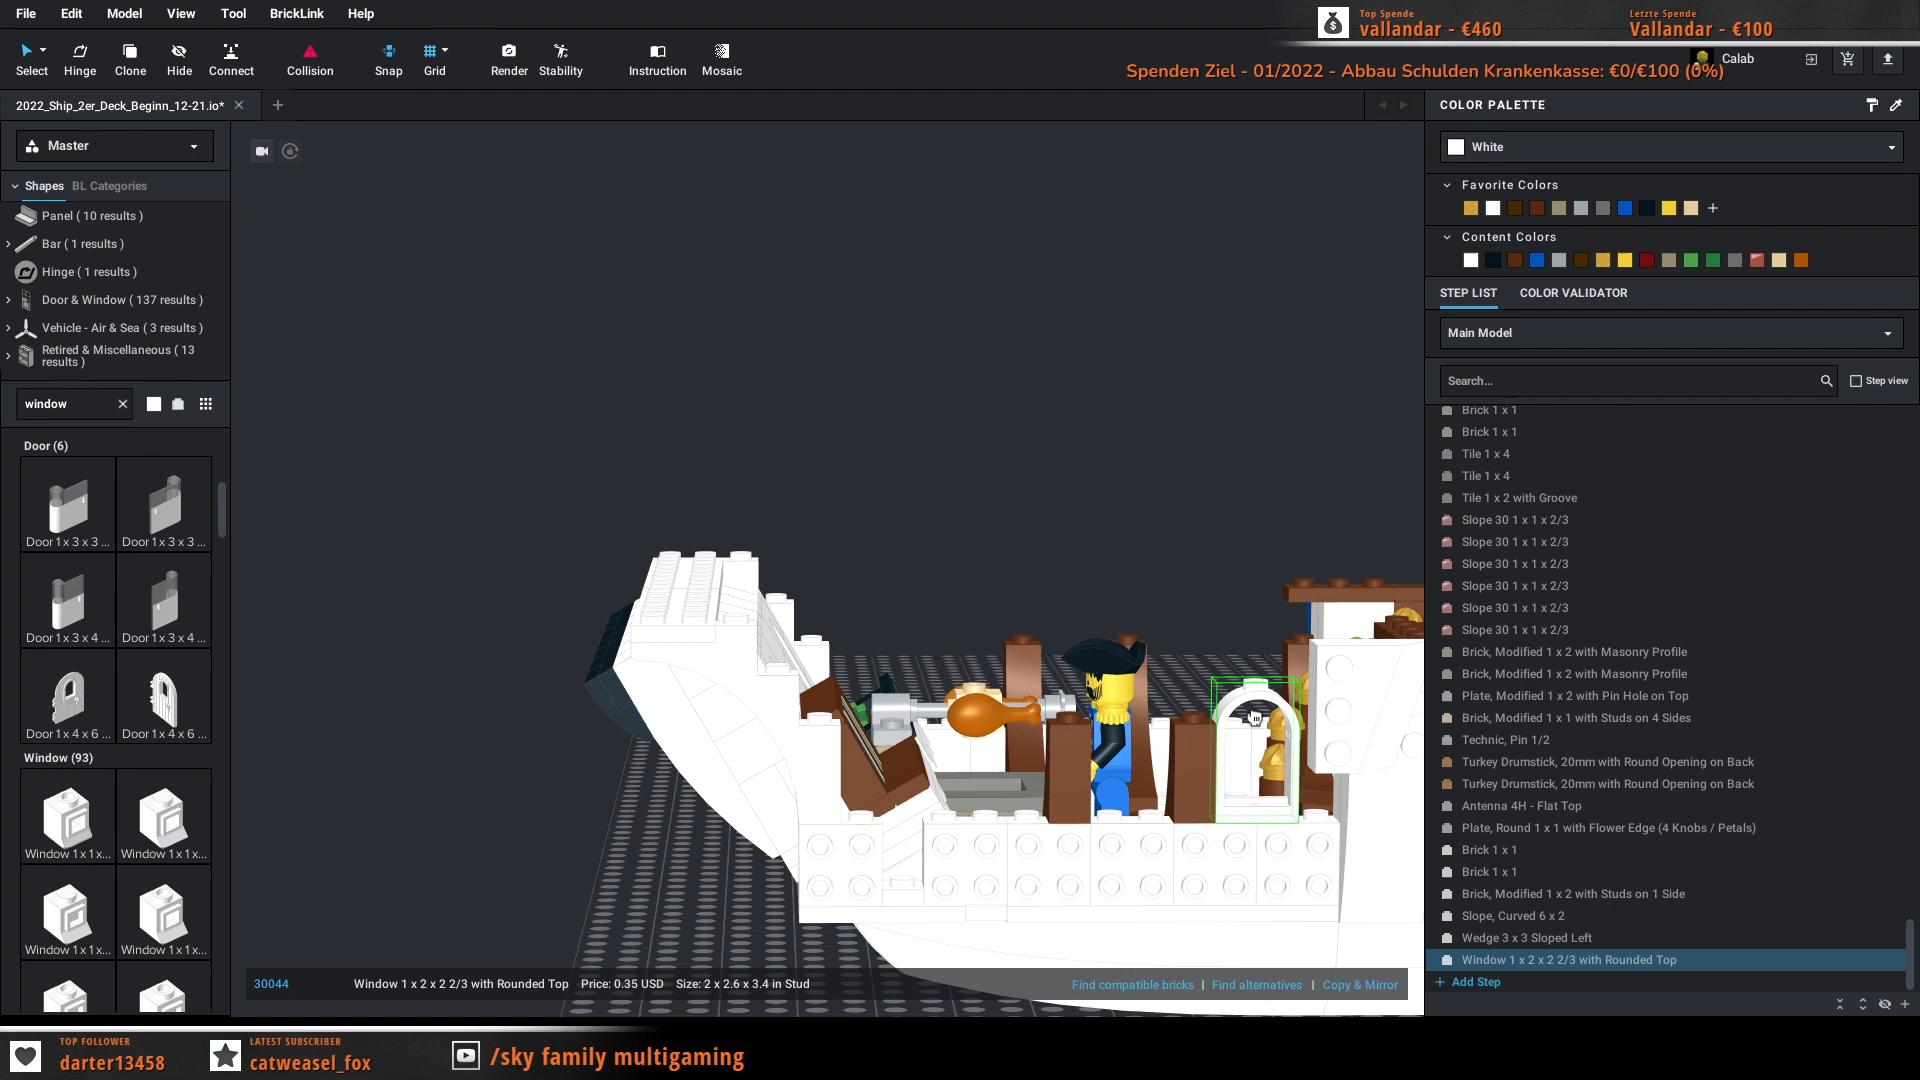 File Edit Model View Tool BrickLink Help
Top Spende
vallandar - €460
Letzte Spende
Vallandar - €100
Select Hinge Clone Hide Connect Collision Snap Grid Render Stability Instruction Mosaic
Spenden Ziel - 01/2022 - Abbau Schulden Krankenkasse: €0/€100 (0%)
Calab
2022_Ship_2er_Deck_Beginn_12-21.io*
Master
Shapes BL Categories
Panel ( 10 results )
Bar ( 1 results )
Hinge ( 1 results )
Door & Window ( 137 results )
Vehicle - Air & Sea ( 3 results )
Retired & Miscellaneous ( 13
results )
window
Door (6)
Door 1 x 3 x 3 ... Door 1 x 3 x 3 ...
Door 1 x 3 x 4 ... Door 1 x 3 x 4 ...
Door 1 x 4 x 6 ... Door 1 x 4 x 6 ...
Window (93)
Window 1 x 1 x... Window 1 x 1 x...
Window 1 x 1 x... Window 1 x 1 x...
30044 Window 1 x 2 x 2 2/3 with Rounded Top Price: 0.35 USD Size: 2 x 2.6 x 3.4 in Stud
Find compatible bricks | Find alternatives | Copy & Mirror
COLOR PALETTE
White
Favorite Colors
Content Colors
STEP LIST COLOR VALIDATOR
Main Model
Search...
Step view
Brick 1 x 1
Brick 1 x 1
Tile 1 x 4
Tile 1 x 4
Tile 1 x 2 with Groove
Slope 30 1 x 1 x 2/3
Slope 30 1 x 1 x 2/3
Slope 30 1 x 1 x 2/3
Slope 30 1 x 1 x 2/3
Slope 30 1 x 1 x 2/3
Slope 30 1 x 1 x 2/3
Brick, Modified 1 x 2 with Masonry Profile
Brick, Modified 1 x 2 with Masonry Profile
Plate, Modified 1 x 2 with Pin Hole on Top
Brick, Modified 1 x 1 with Studs on 4 Sides
Technic, Pin 1/2
Turkey Drumstick, 20mm with Round Opening on Back
Turkey Drumstick, 20mm with Round Opening on Back
Antenna 4H - Flat Top
Plate, Round 1 x 1 with Flower Edge (4 Knobs / Petals)
Brick 1 x 1
Brick 1 x 1
Brick, Modified 1 x 2 with Studs on 1 Side
Slope, Curved 6 x 2
Wedge 3 x 3 Sloped Left
Window 1 x 2 x 2 2/3 with Rounded Top
+ Add Step
TOP FOLLOWER
darter13458
LATEST SUBSCRIBER
catweasel_fox
/sky family multigaming